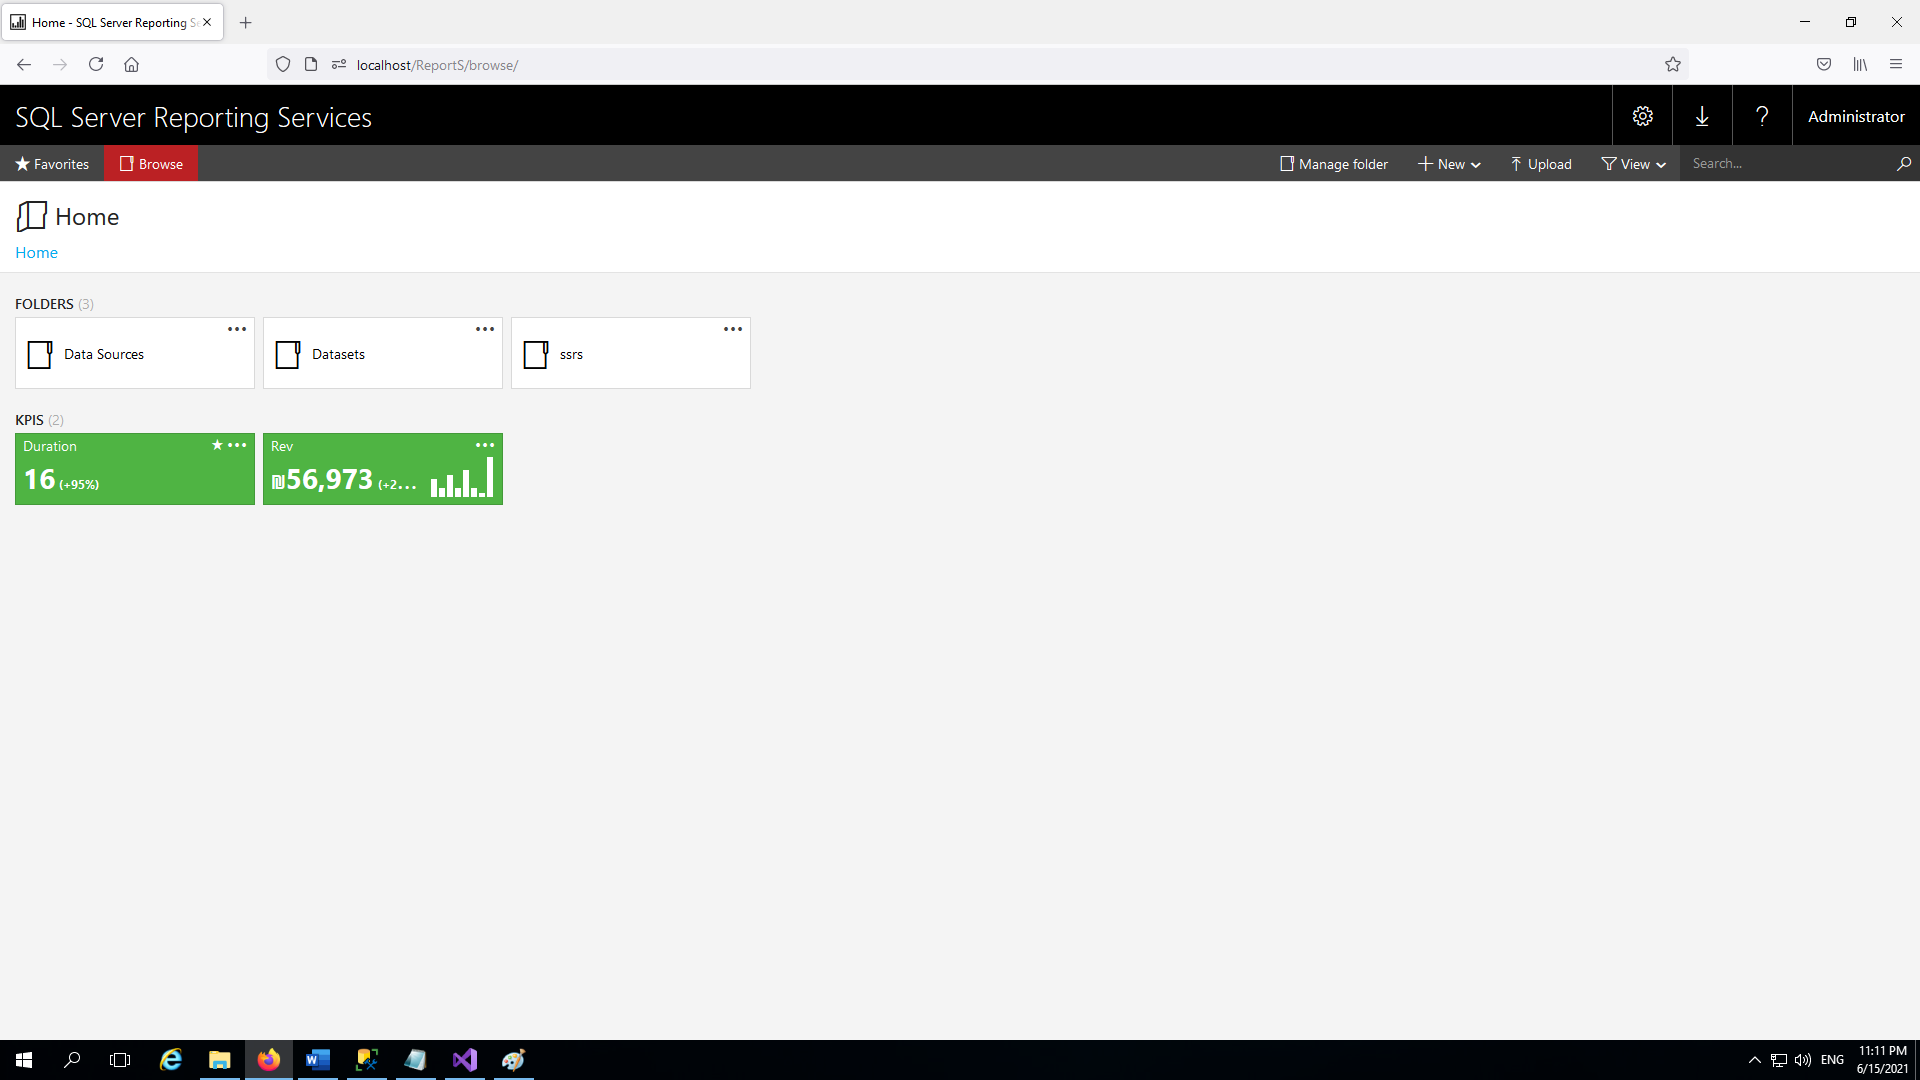 Home - SQL Server Reporting Se
localhost/ReportS/browse/
SQL Server Reporting Services
Administrator
Favorites
Browse
Manage folder
New
Upload
View
Search...
Home
Home
FOLDERS (3)
Data Sources
Datasets
ssrs
KPIS (2)
Duration
16 (+95%)
Rev
₪56,973 (+2...
ENG
11:11 PM
6/15/2021